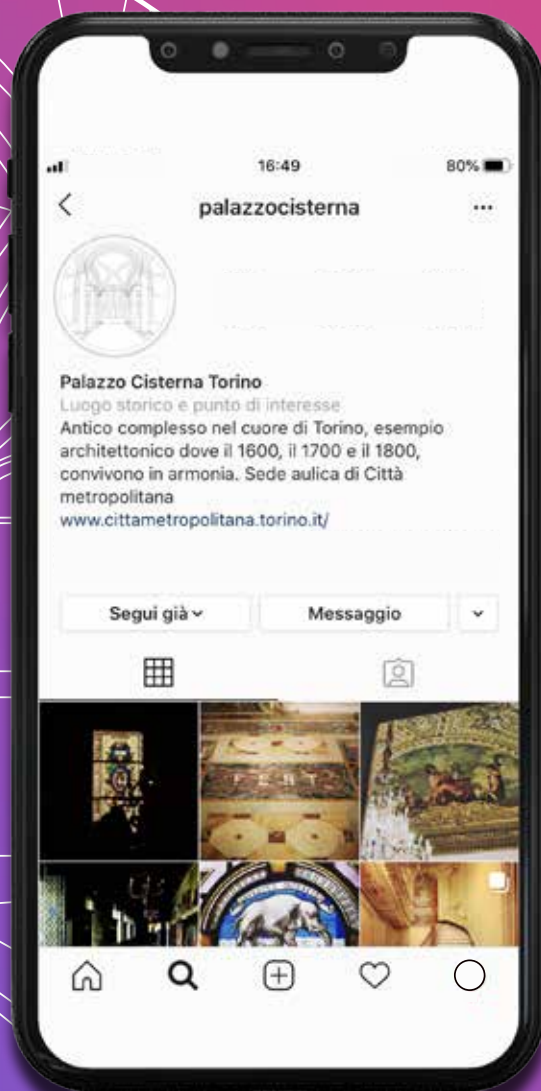 16:49
80%
palazzocisterna
Palazzo Cisterna Torino
Luogo storico e punto di interesse
Antico complesso nel cuore di Torino, esempio
architettonico dove il 1600, il 1700 e il 1800,
convivono in armonia. Sede aulica di Città
metropolitana
www.cittametropolitana.torino.it/
Segui già
Messaggio
FERT